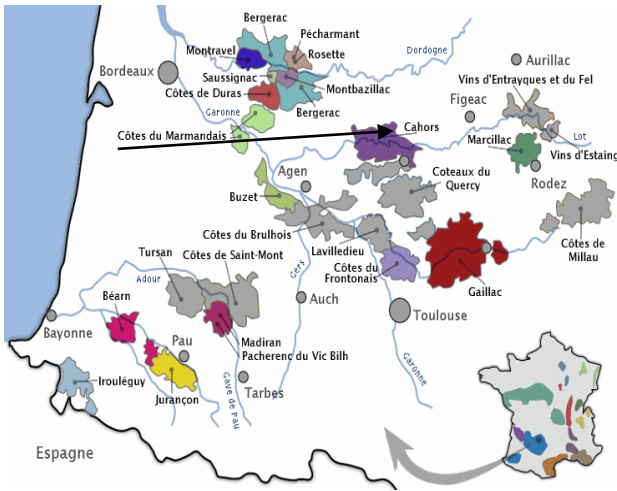 Bergerac
Pécharmant
Montravel
Rosette
Dordogne
Aurillac
Bordeaux
Saussignac
Montbazillac
Vins d'Entrayques et du Fel
Côtes de Duras
Figeac
Garonne
Bergerac
Côtes du Marmandais
Cahors
Marcillac
Lot
Vins d'Estaing
Agen
Coteaux du
Quercy
Rodez
Buzet
Côtes du Brulhois
Lavilledieu
Côtes de
Millau
Tursan
Côtes de Saint-Mont
Gers
Côtes du
Frontonais
Gaillac
Adour
Béarn
Auch
Toulouse
Bayonne
Pau
Madiran
Pacherenc du Vic Bilh
Garonne
Irouléguy
Jurançon
Gave de Pau
Tarbes
Espagne